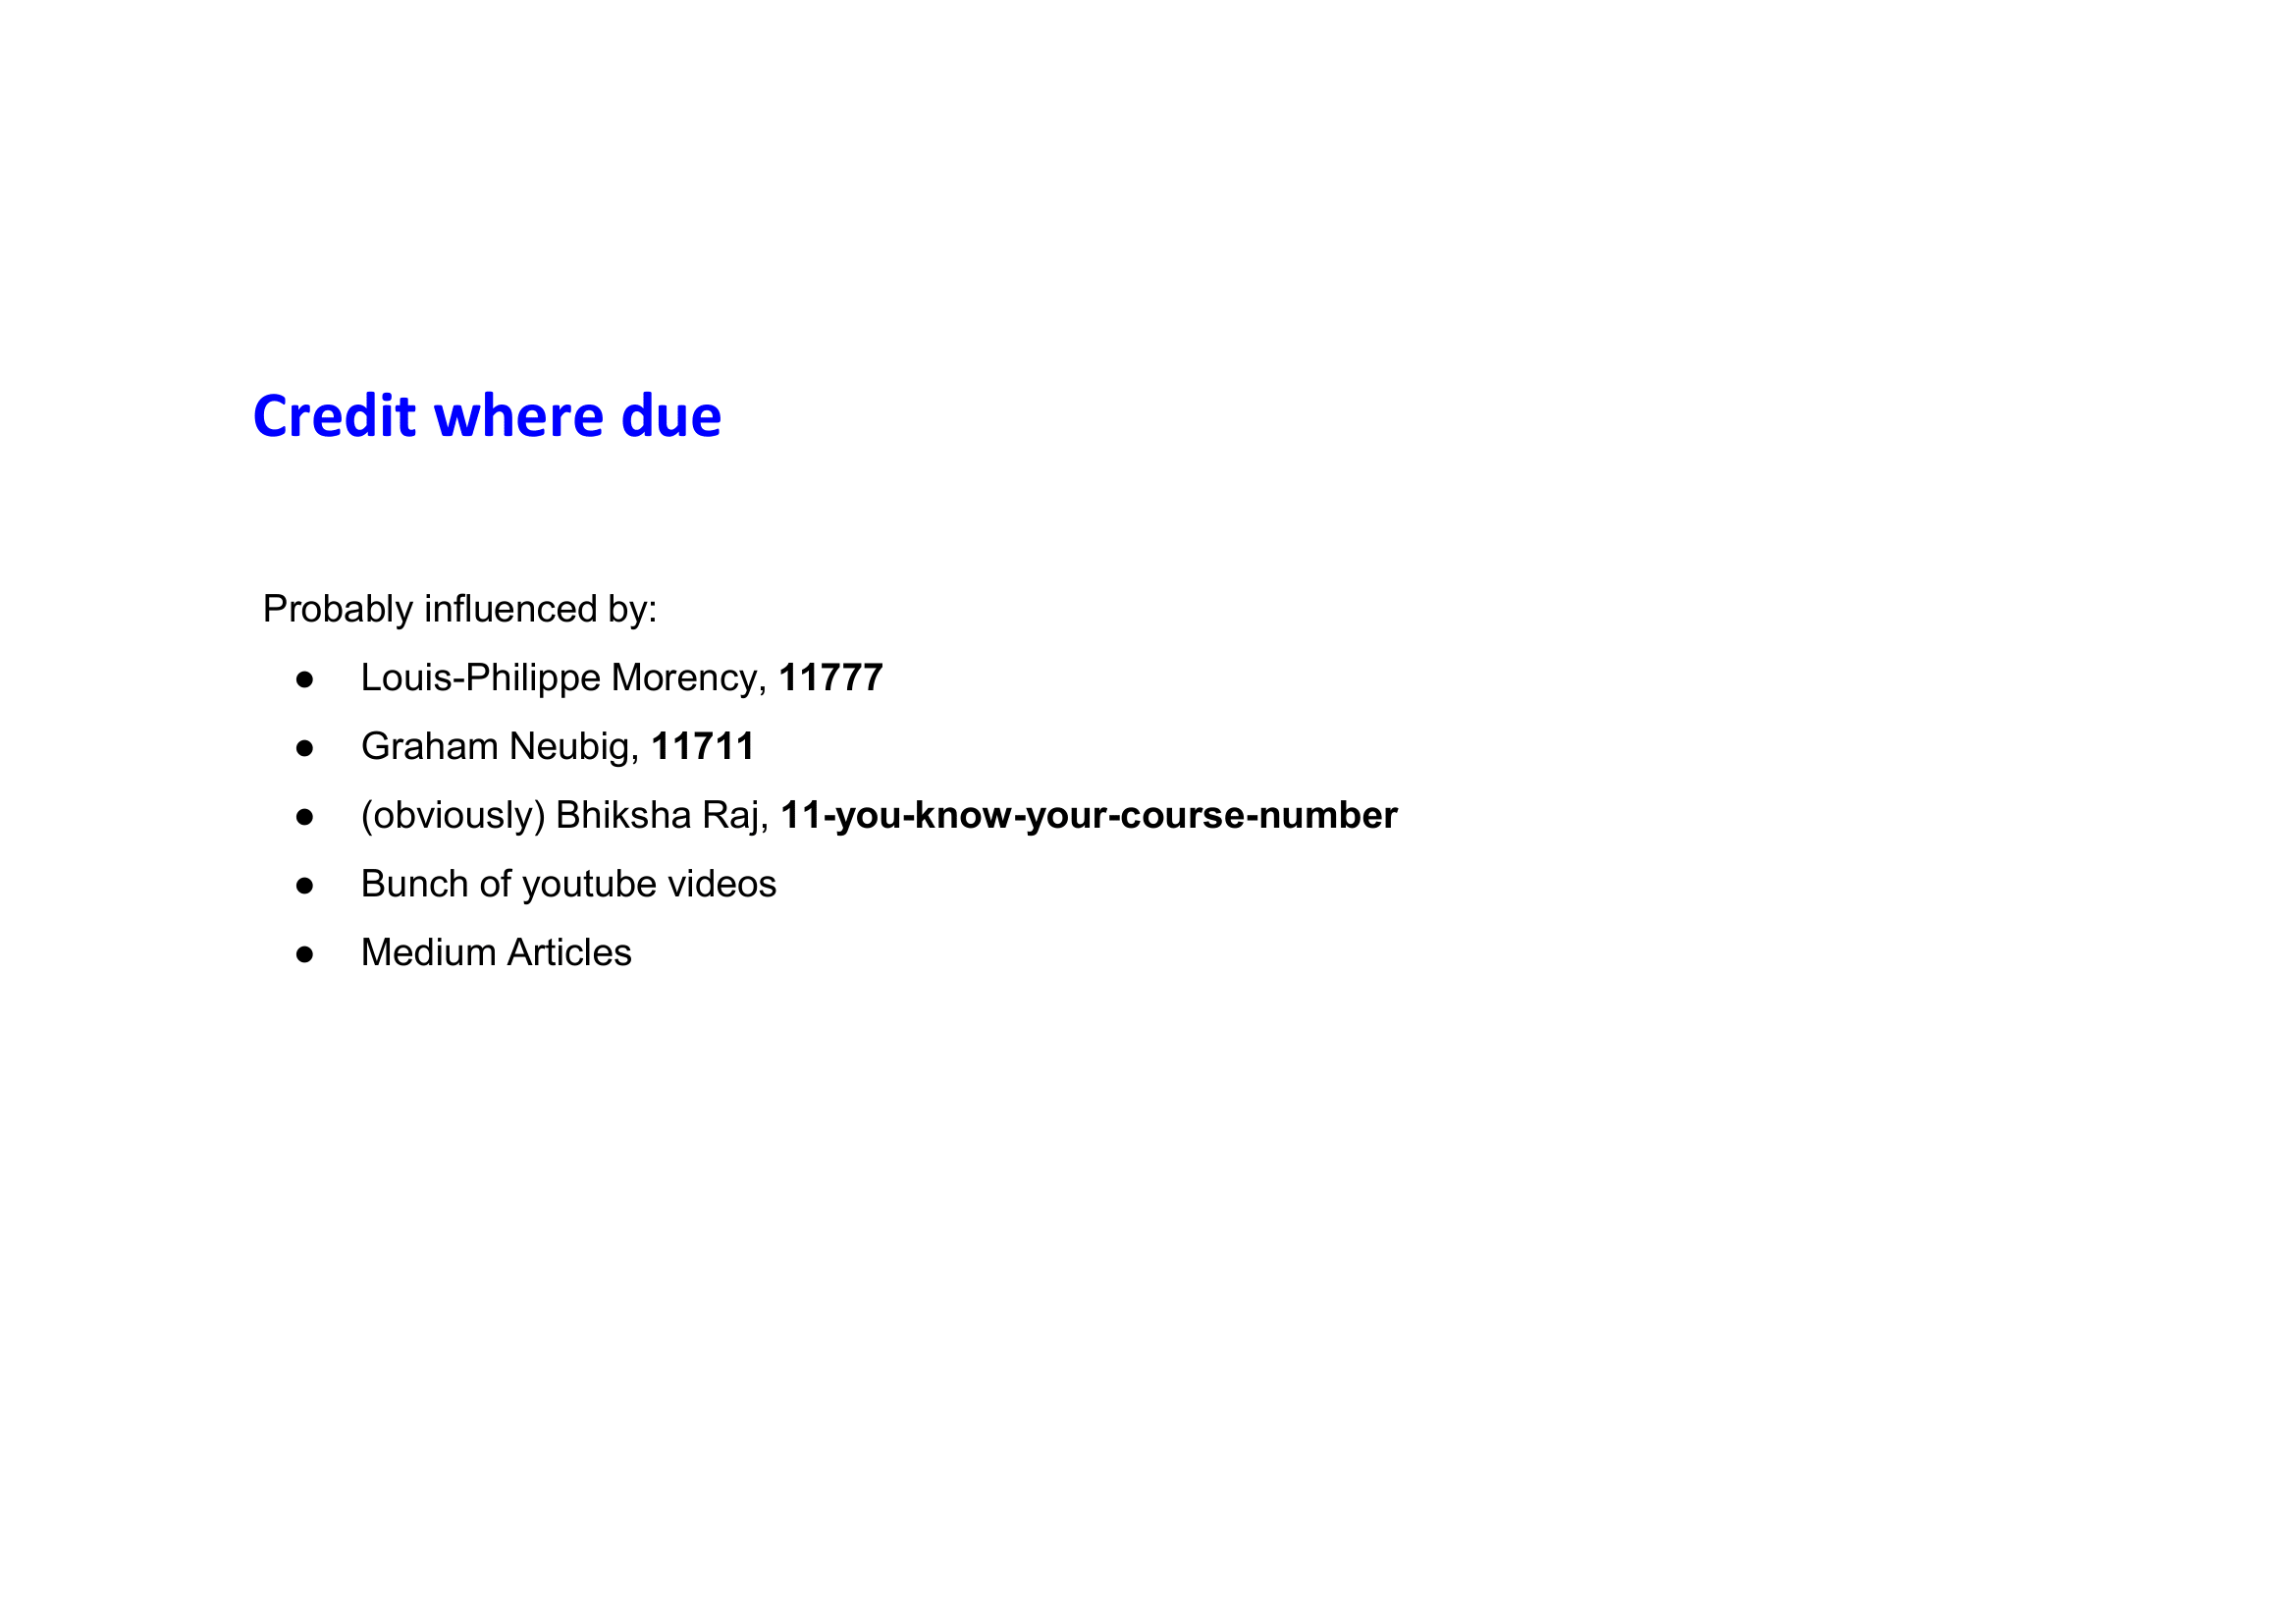 Credit where due
Probably influenced by:
● Louis-Philippe Morency, 11777
● Graham Neubig, 11711
● (obviously) Bhiksha Raj, 11-you-know-your-course-number
● Bunch of youtube videos
● Medium Articles